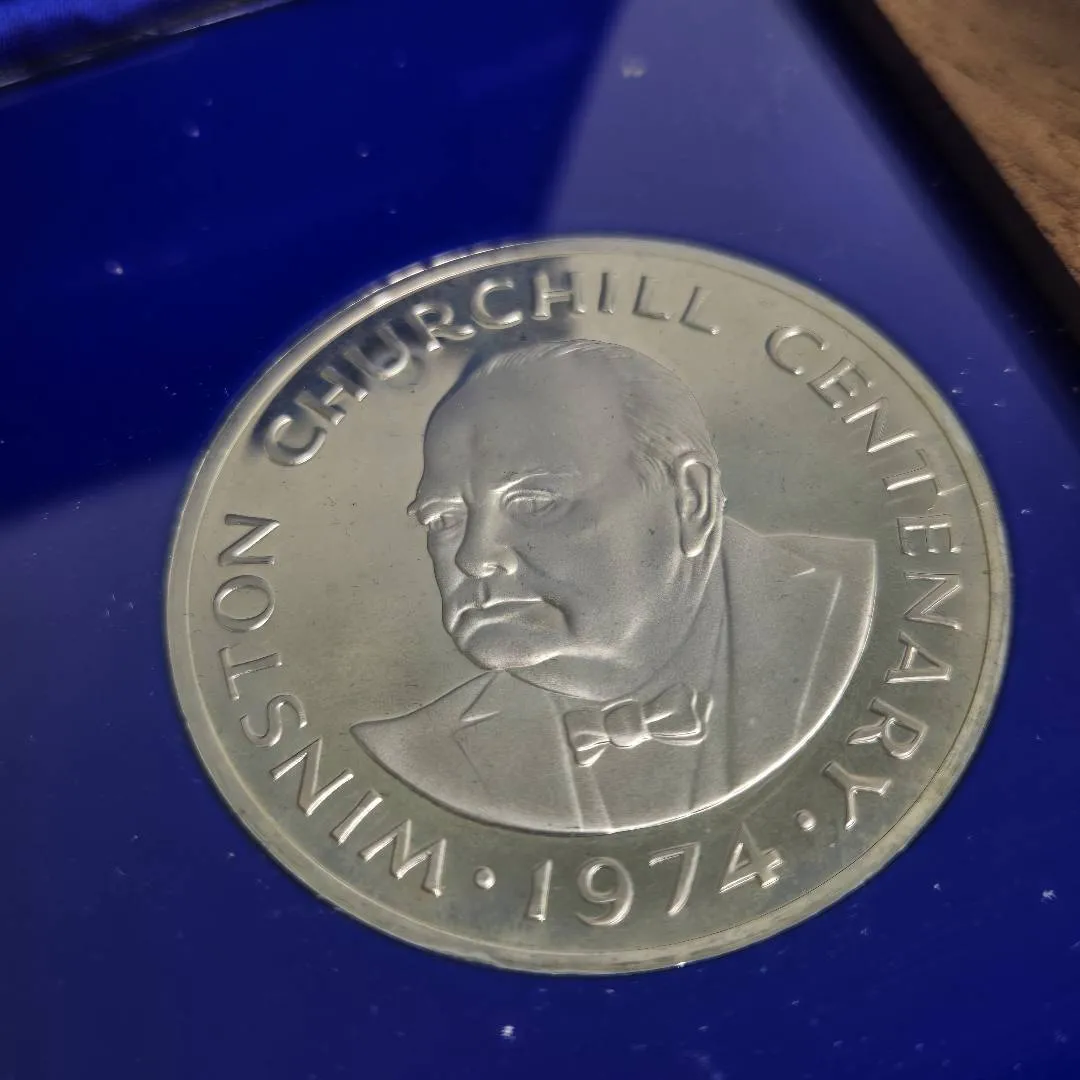 WINSTON CHURCHILL CENTENARY
· 1974 ·